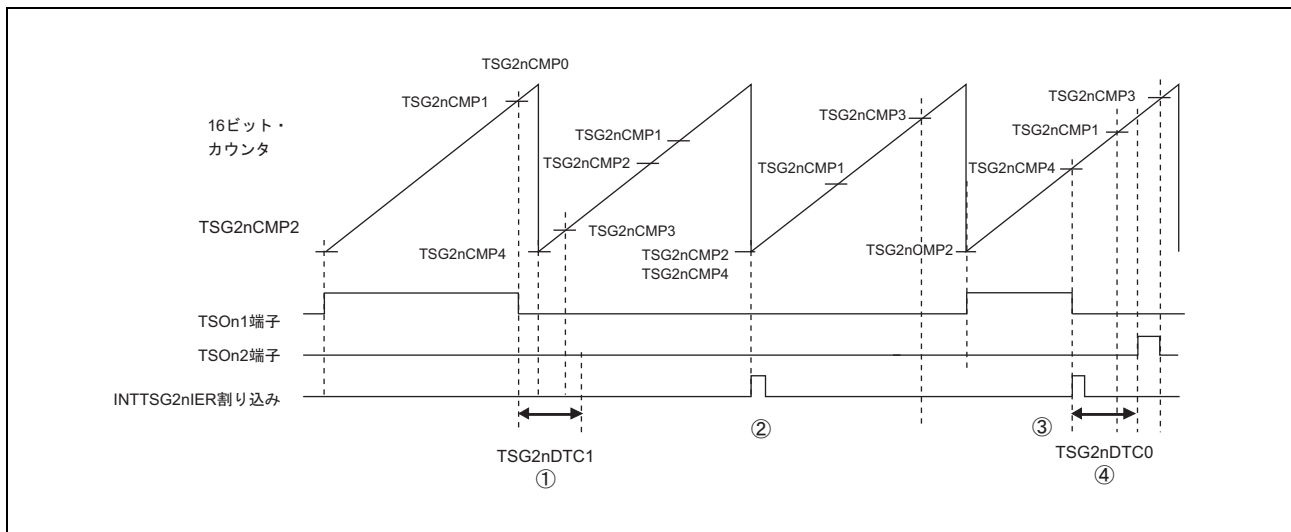 TSG2nCMP0
TSG2nCMP1
TSG2nCMP3
16ビット・
カウンタ
TSG2nCMP1
TSG2nCMP3
TSG2nCMP1
TSG2nCMP2
TSG2nCMP1
TSG2nCMP4
TSG2nCMP2
TSG2nCMP3
TSG2nCMP4
TSG2nCMP2
TSG2nCMP4
TSG2nCMP2
TSOn1端子
TSOn2端子
INTTSG2nIER割り込み
TSG2nDTC1
①
②
③
TSG2nDTC0
④